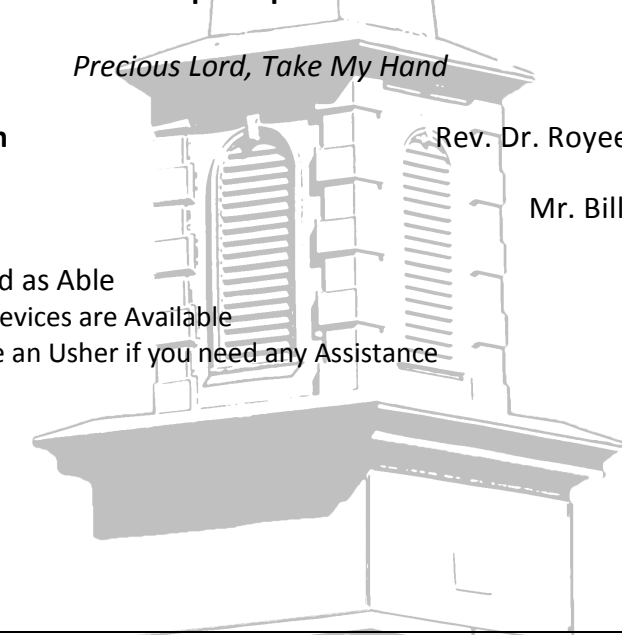 Precious Lord, Take My Hand
Rev. Dr. Royee
Mr. Bill
d as Able
evices are Available
e an Usher if you need any Assistance